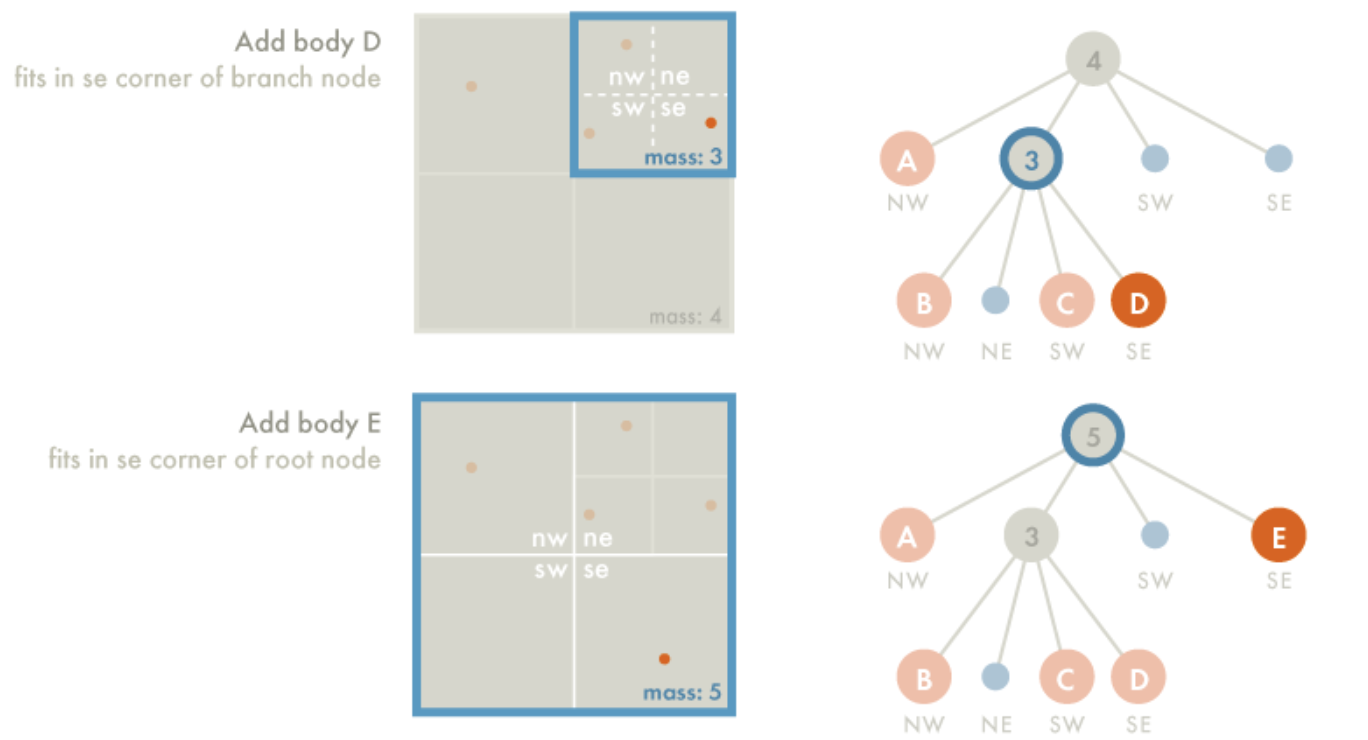 Add body D
fits in se corner of branch node
nw ne
sw se
mass: 3
mass: 4
4
A 3
NW SW SE
B C D
NW NE SW SE
Add body E
fits in se corner of root node
nw ne
sw se
mass: 5
5
A 3 E
NW SW SE
B C D
NW NE SW SE